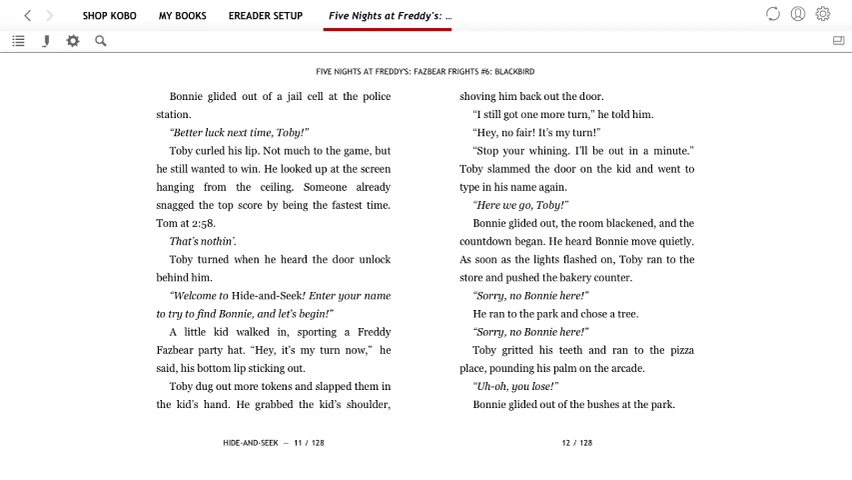 SHOP KOBO MY BOOKS EREADER SETUP Five Nights at Freddy's: ...
FIVE NIGHTS AT FREDDY'S: FAZBEAR FRIGHTS #6: BLACKBIRD
Bonnie glided out of a jail cell at the police
station.
“Better luck next time, Toby!”
Toby curled his lip. Not much to the game, but
he still wanted to win. He looked up at the screen
hanging from the ceiling. Someone already
snagged the top score by being the fastest time.
Tom at 2:58.
That’s nothin’.
Toby turned when he heard the door unlock
behind him.
“Welcome to Hide-and-Seek! Enter your name
to try to find Bonnie, and let’s begin!”
A little kid walked in, sporting a Freddy
Fazbear party hat. “Hey, it’s my turn now,” he
said, his bottom lip sticking out.
Toby dug out more tokens and slapped them in
the kid’s hand. He grabbed the kid’s shoulder,
HIDE-AND-SEEK — 11 / 128
shoving him back out the door.
“I still got one more turn,” he told him.
“Hey, no fair! It’s my turn!”
“Stop your whining. I’ll be out in a minute.”
Toby slammed the door on the kid and went to
type in his name again.
“Here we go, Toby!”
Bonnie glided out, the room blackened, and the
countdown began. He heard Bonnie move quietly.
As soon as the lights flashed on, Toby ran to the
store and pushed the bakery counter.
“Sorry, no Bonnie here!”
He ran to the park and chose a tree.
“Sorry, no Bonnie here!”
Toby gritted his teeth and ran to the pizza
place, pounding his palm on the arcade.
“Uh-oh, you lose!”
Bonnie glided out of the bushes at the park.
12 / 128